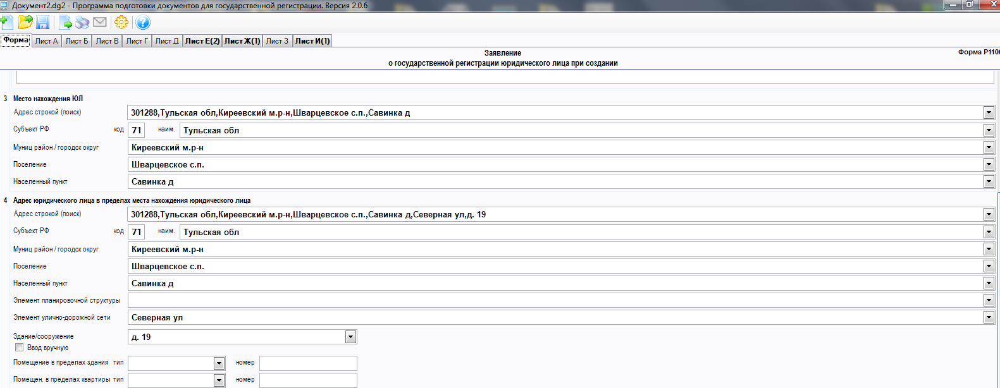 Документ2.dg2 - Программа подготовки документов для государственной регистрации. Версия 2.0.6
Форма Лист А Лист Б Лист В Лист Г Лист Д Лист Е(2) Лист Ж(1) Лист З Лист И(1)
Заявление
Форма Р1100
о государственной регистрации юридического лица при создании
3 Место нахождения ЮЛ
Адрес строкой (поиск) 301288,Тульская обл,Киреевский м.р-н,Шварцевское с.п.,Савинка д
Субъект РФ код 71 наим. Тульская обл
Муниц район / городск округ Киреевский м.р-н
Поселение Шварцевское с.п.
Населенный пункт Савинка д
4 Адрес юридического лица в пределах места нахождения юридического лица
Адрес строкой (поиск) 301288,Тульская обл,Киреевский м.р-н,Шварцевское с.п.,Савинка д,Северная ул,д. 19
Субъект РФ код 71 наим. Тульская обл
Муниц район / городск округ Киреевский м.р-н
Поселение Шварцевское с.п.
Населенный пункт Савинка д
Элемент планировочной структуры
Элемент улично-дорожной сети Северная ул
Здание/сооружение д. 19
Ввод вручную
Помещение в пределах здания тип номер
Помещен. в пределах квартиры тип номер